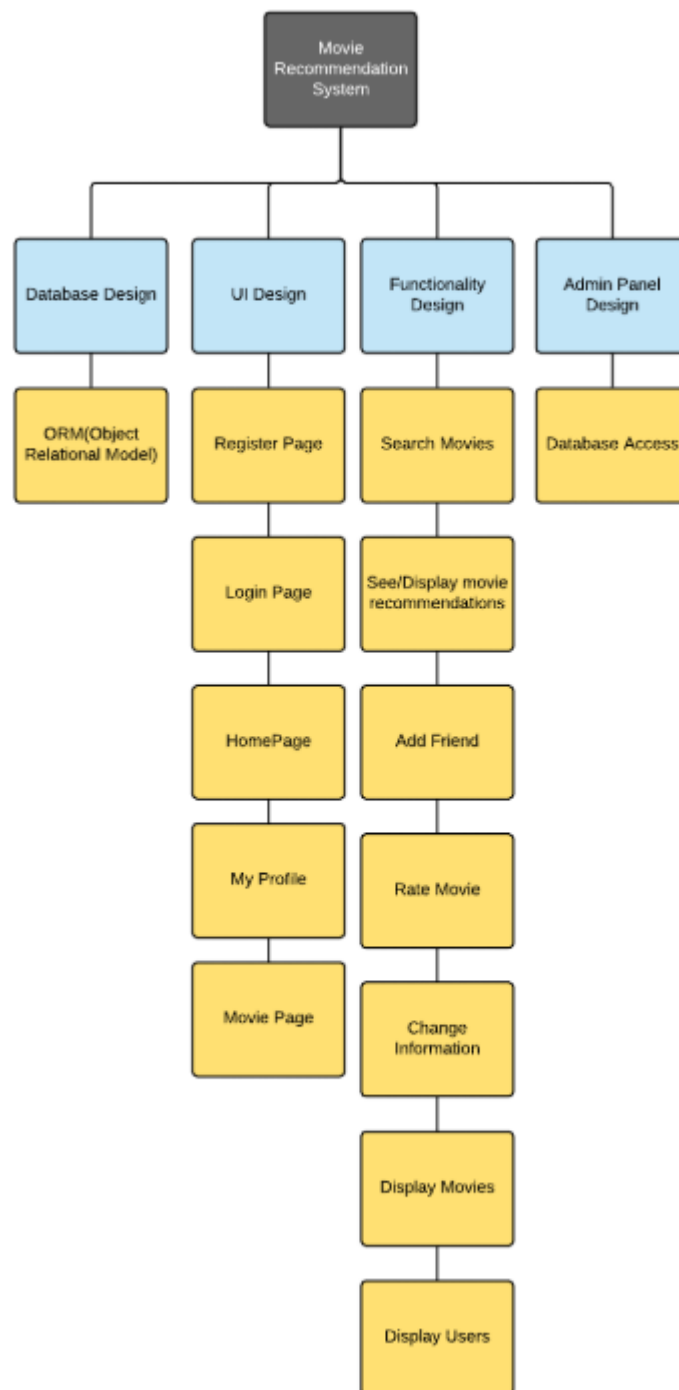 Movie
Recommendation
System
Database Design
UI Design
Functionality
Design
Admin Panel
Design
ORM(Object
Relational Model)
Register Page
Search Movies
Database Access
Login Page
See/Display movie
recommendations
HomePage
Add Friend
My Profile
Rate Movie
Movie Page
Change
Information
Display Movies
Display Users